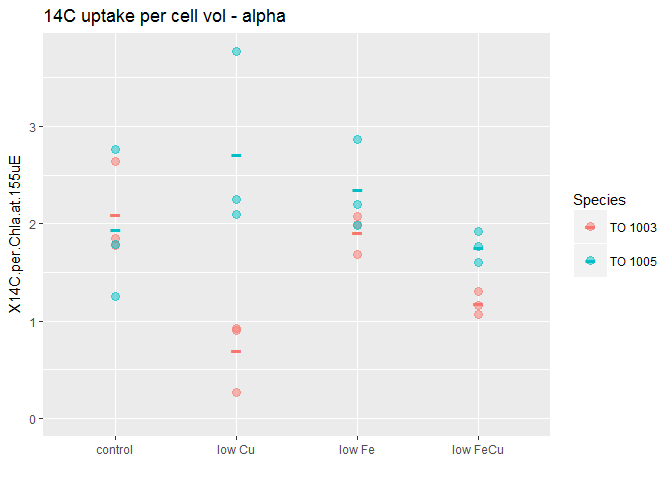 14C uptake per cell vol - alpha
X14C.per.Chla.at.155uE
3
2
1
0
control
low Cu
low Fe
low FeCu
Species
TO 1003
TO 1005